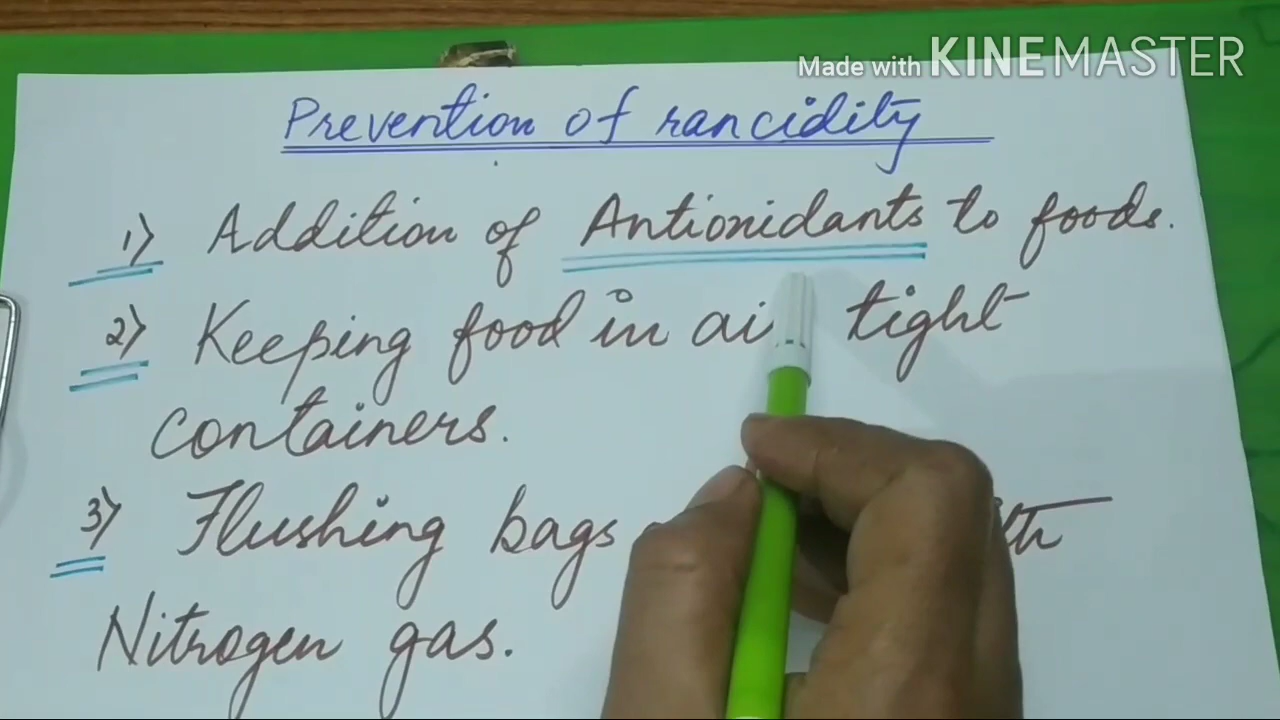 Made with KINEMASTER
Prevention of rancidity
1) Addition of Antioxidants to foods.
2) Keeping food in ai tight
containers.
3) Flushing bags
Nitrogen gas.